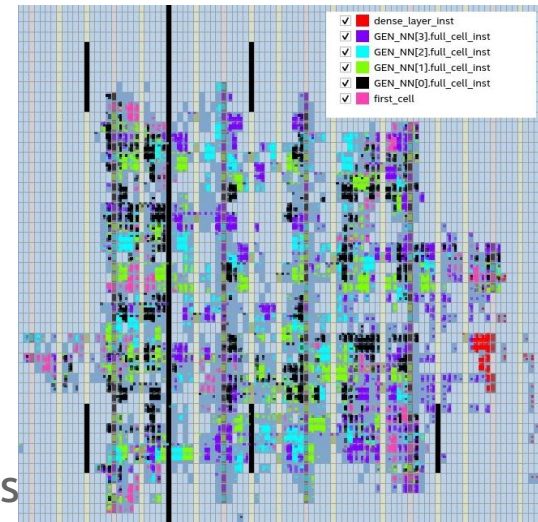 dense_layer_inst
GEN_NN[3].full_cell_inst
GEN_NN[2].full_cell_inst
GEN_NN[1].full_cell_inst
GEN_NN[0].full_cell_inst
first_cell
s